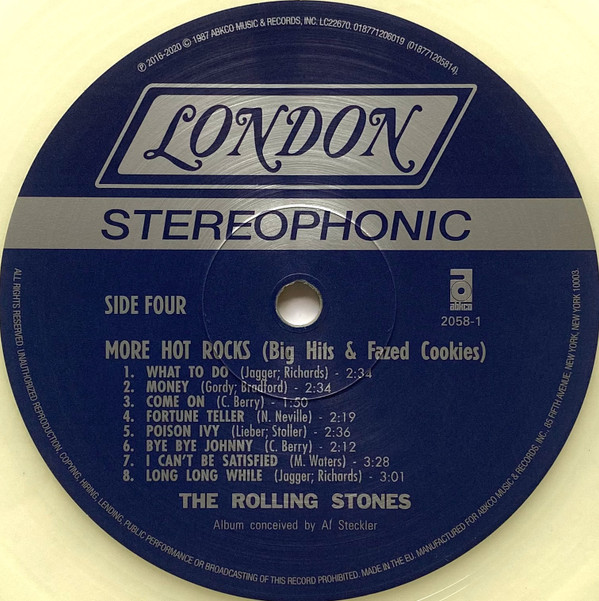 ℗ 2016-2020 © 1987 ABKCO MUSIC & RECORDS, INC. LC22670. 018771206019 (018771205814).
LONDON
STEREOPHONIC
SIDE FOUR
abkco
2058-1
MORE HOT ROCKS (Big Hits & Fazed Cookies)
1. WHAT TO DO (Jagger; Richards) - 2:34
2. MONEY (Gordy; Bradford) - 2:34
3. COME ON (C. Berry) - 1:50
4. FORTUNE TELLER (N. Neville) - 2:19
5. POISON IVY (Lieber; Stoller) - 2:36
6. BYE BYE JOHNNY (C. Berry) - 2:12
7. I CAN'T BE SATISFIED (M. Waters) - 3:28
8. LONG LONG WHILE (Jagger; Richards) - 3:01
THE ROLLING STONES
Album conceived by Af Steckler
ALL RIGHTS RESERVED. UNAUTHORIZED REPRODUCTION, COPYING, HIRING, LENDING, PUBLIC PERFORMANCE OR BROADCASTING OF THIS RECORD PROHIBITED. MADE IN THE EU. MANUFACTURED FOR ABKCO MUSIC & RECORDS, INC., 85 FIFTH AVENUE, NEW YORK, NEW YORK 10003.